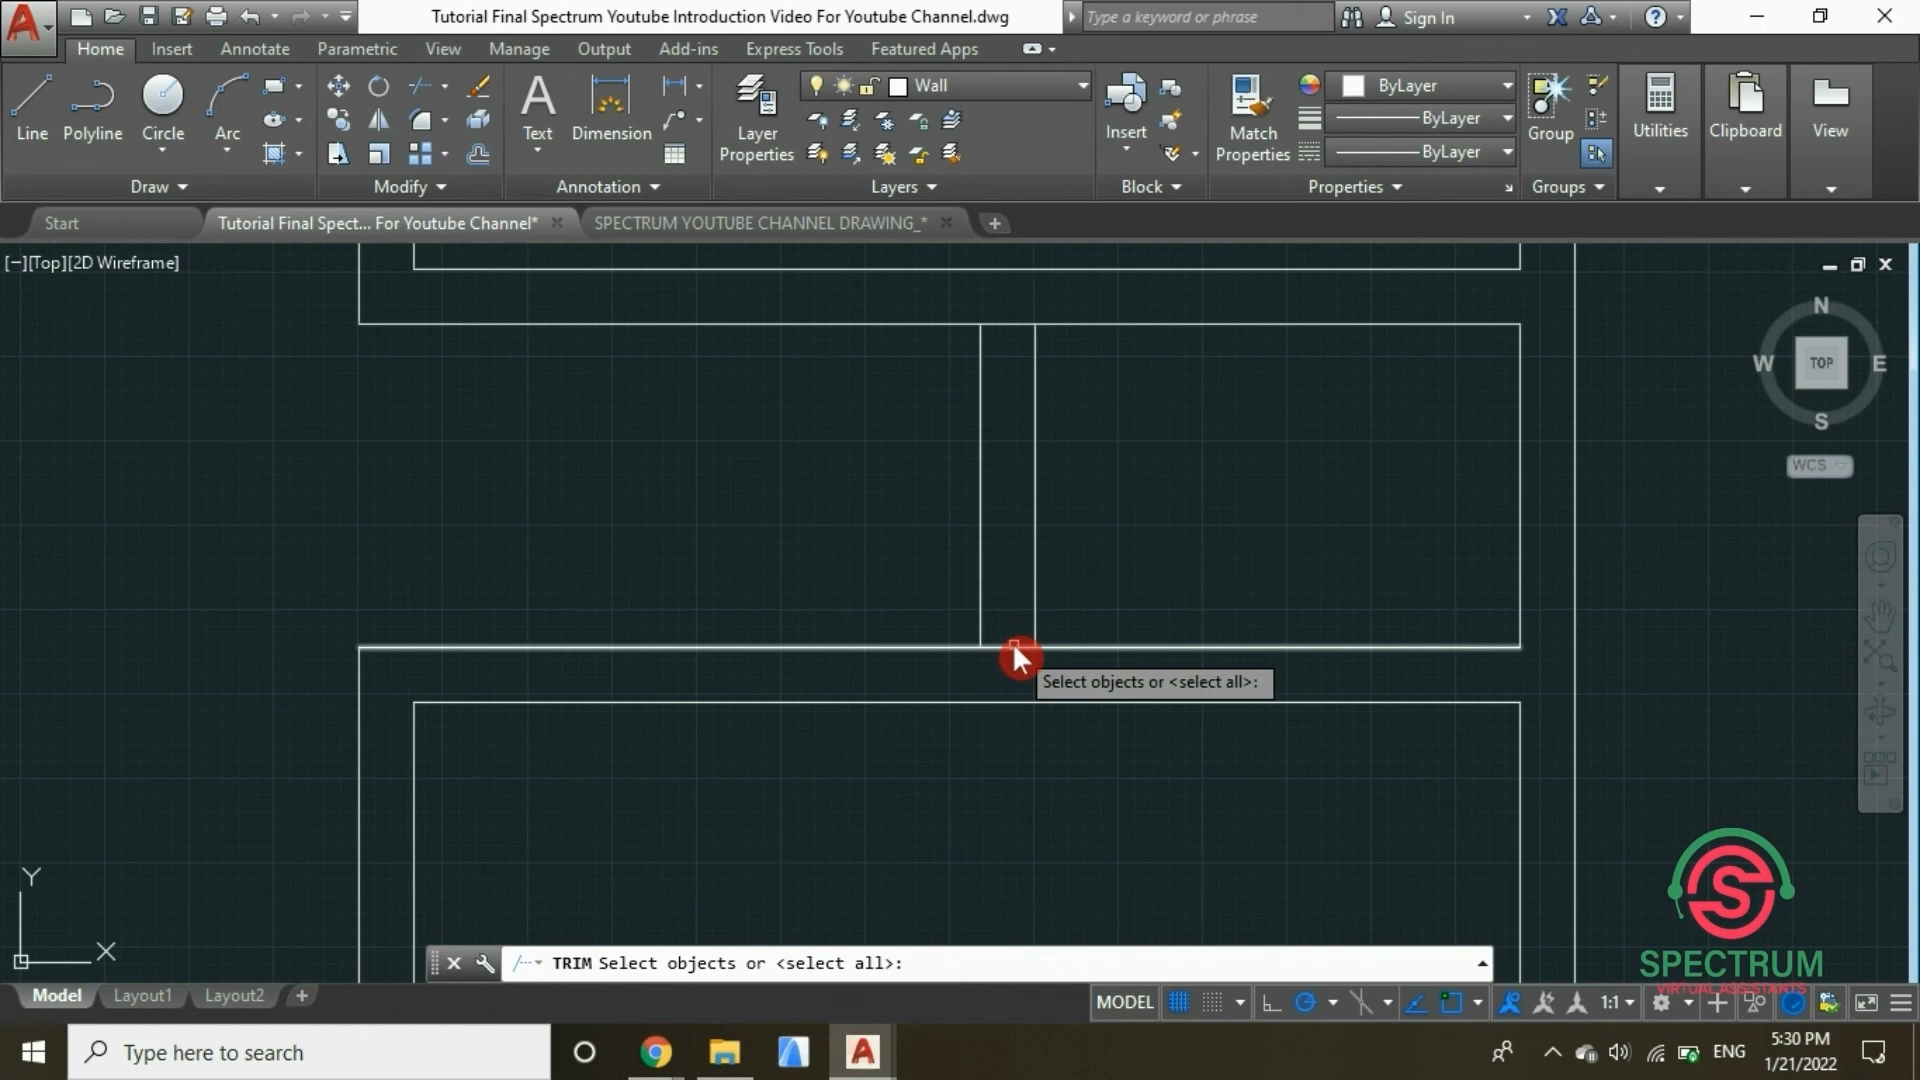 Tutorial Final Spectrum Youtube Introduction Video For Youtube Channel.dwg
Type a keyword or phrase
Sign In
Home Insert Annotate Parametric View Manage Output Add-ins Express Tools Featured Apps
Wall
ByLayer
ByLayer
ByLayer
Line Polyline Circle Arc
Text Dimension
Layer Properties
Insert
Match Properties
Group
Utilities Clipboard View
Draw Modify Annotation Layers Block Properties Groups
Start
Tutorial Final Spect... For Youtube Channel*
SPECTRUM YOUTUBE CHANNEL DRAWING_*
[−][Top][2D Wireframe]
N
W TOP E
S
WCS
Select objects or <select all>:
Y
X
S
SPECTRUM
VIRTUAL ASSISTANTS
TRIM Select objects or <select all>:
Model Layout1 Layout2
MODEL 1:1
Type here to search
ENG
5:30 PM
1/21/2022